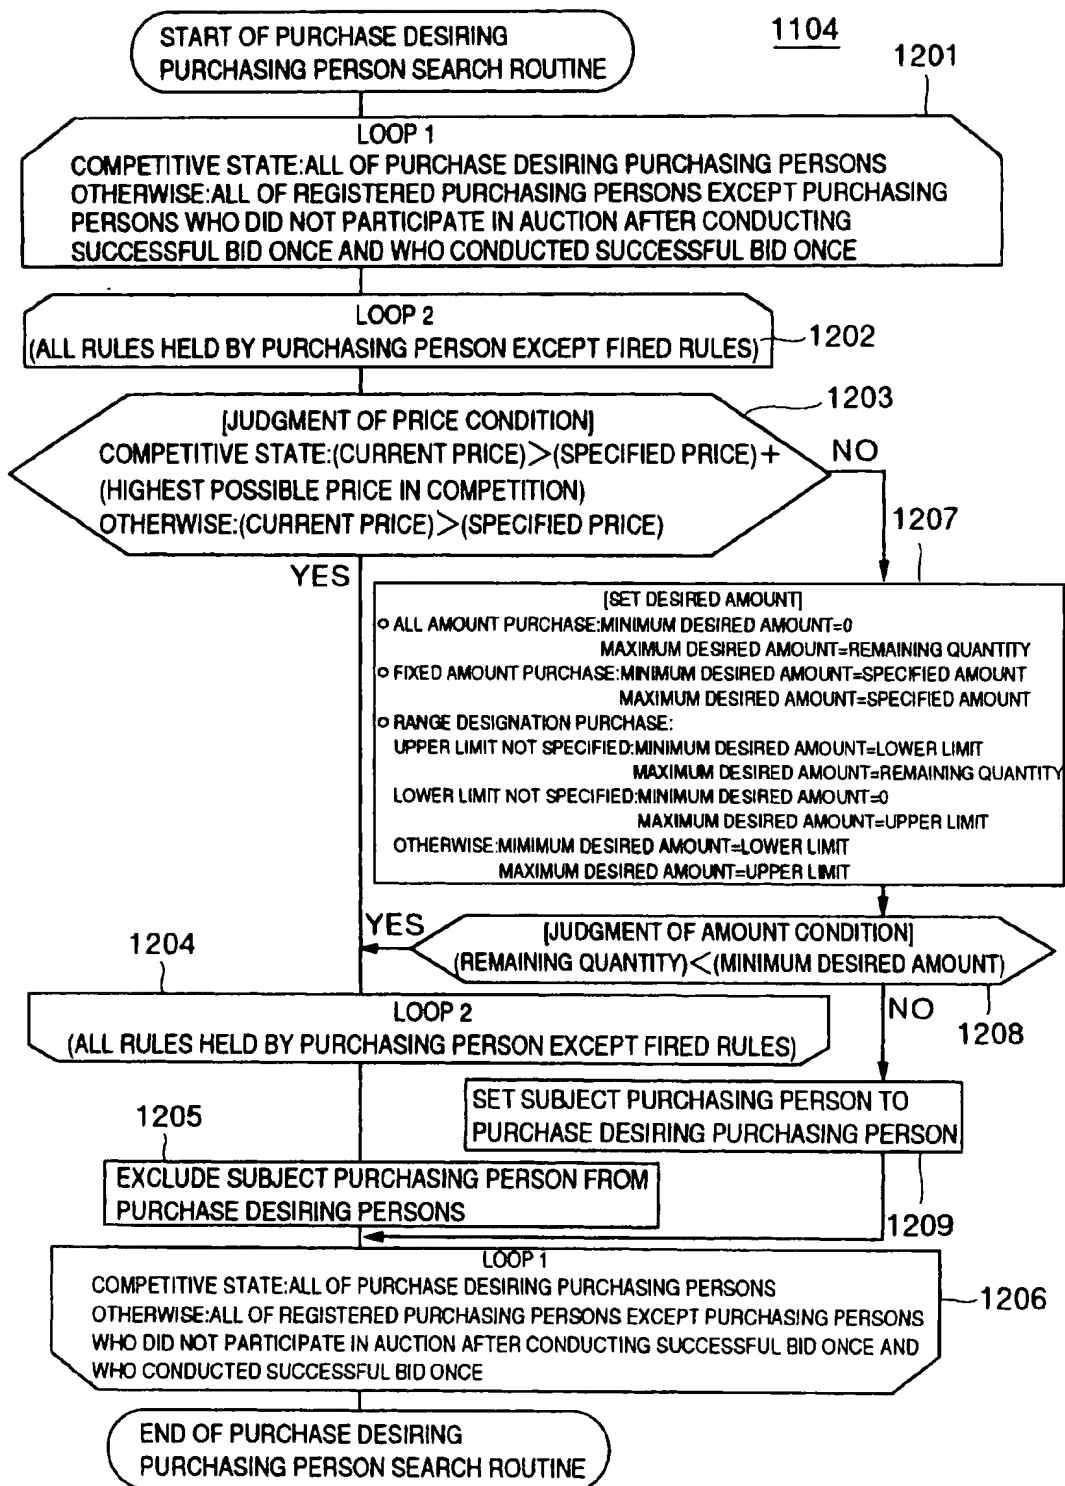 START OF PURCHASE DESIRING
PURCHASING PERSON SEARCH ROUTINE
1104
1201
LOOP 1
COMPETITIVE STATE:ALL OF PURCHASE DESIRING PURCHASING PERSONS
OTHERWISE:ALL OF REGISTERED PURCHASING PERSONS EXCEPT PURCHASING
PERSONS WHO DID NOT PARTICIPATE IN AUCTION AFTER CONDUCTING
SUCCESSFUL BID ONCE AND WHO CONDUCTED SUCCESSFUL BID ONCE
LOOP 2
(ALL RULES HELD BY PURCHASING PERSON EXCEPT FIRED RULES)
1202
1203
[JUDGMENT OF PRICE CONDITION]
COMPETITIVE STATE:(CURRENT PRICE)>(SPECIFIED PRICE)+
(HIGHEST POSSIBLE PRICE IN COMPETITION)
OTHERWISE:(CURRENT PRICE)>(SPECIFIED PRICE)
NO
YES
1207
[SET DESIRED AMOUNT]
○ ALL AMOUNT PURCHASE:MINIMUM DESIRED AMOUNT=0
MAXIMUM DESIRED AMOUNT=REMAINING QUANTITY
○ FIXED AMOUNT PURCHASE:MINIMUM DESIRED AMOUNT=SPECIFIED AMOUNT
MAXIMUM DESIRED AMOUNT=SPECIFIED AMOUNT
○ RANGE DESIGNATION PURCHASE:
UPPER LIMIT NOT SPECIFIED:MINIMUM DESIRED AMOUNT=LOWER LIMIT
MAXIMUM DESIRED AMOUNT=REMAINING QUANTITY
LOWER LIMIT NOT SPECIFIED:MINIMUM DESIRED AMOUNT=0
MAXIMUM DESIRED AMOUNT=UPPER LIMIT
OTHERWISE:MIMIMUM DESIRED AMOUNT=LOWER LIMIT
MAXIMUM DESIRED AMOUNT=UPPER LIMIT
YES
[JUDGMENT OF AMOUNT CONDITION]
(REMAINING QUANTITY)<(MINIMUM DESIRED AMOUNT)
NO
1208
1204
LOOP 2
(ALL RULES HELD BY PURCHASING PERSON EXCEPT FIRED RULES)
SET SUBJECT PURCHASING PERSON TO
PURCHASE DESIRING PURCHASING PERSON
1209
1205
EXCLUDE SUBJECT PURCHASING PERSON FROM
PURCHASE DESIRING PERSONS
LOOP 1
COMPETITIVE STATE:ALL OF PURCHASE DESIRING PURCHASING PERSONS
OTHERWISE:ALL OF REGISTERED PURCHASING PERSONS EXCEPT PURCHASING PERSONS
WHO DID NOT PARTICIPATE IN AUCTION AFTER CONDUCTING SUCCESSFUL BID ONCE AND
WHO CONDUCTED SUCCESSFUL BID ONCE
1206
END OF PURCHASE DESIRING
PURCHASING PERSON SEARCH ROUTINE